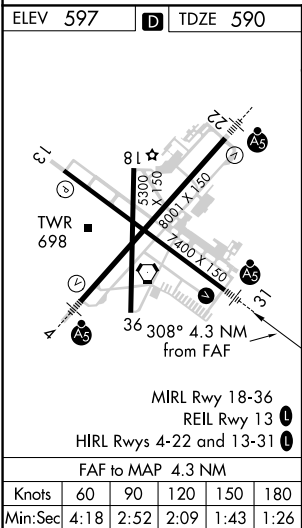 ELEV 597 D TDZE 590
22
A5
V
13
18
5300 X 150
8001 X 150
P
TWR
698
7400 X 150
V
A5
V
31
4
A5
36
308° 4.3 NM
from FAF
MIRL Rwy 18-36
REIL Rwy 13 L
HIRL Rwys 4-22 and 13-31 L
FAF to MAP 4.3 NM
Knots 60 90 120 150 180
Min:Sec 4:18 2:52 2:09 1:43 1:26